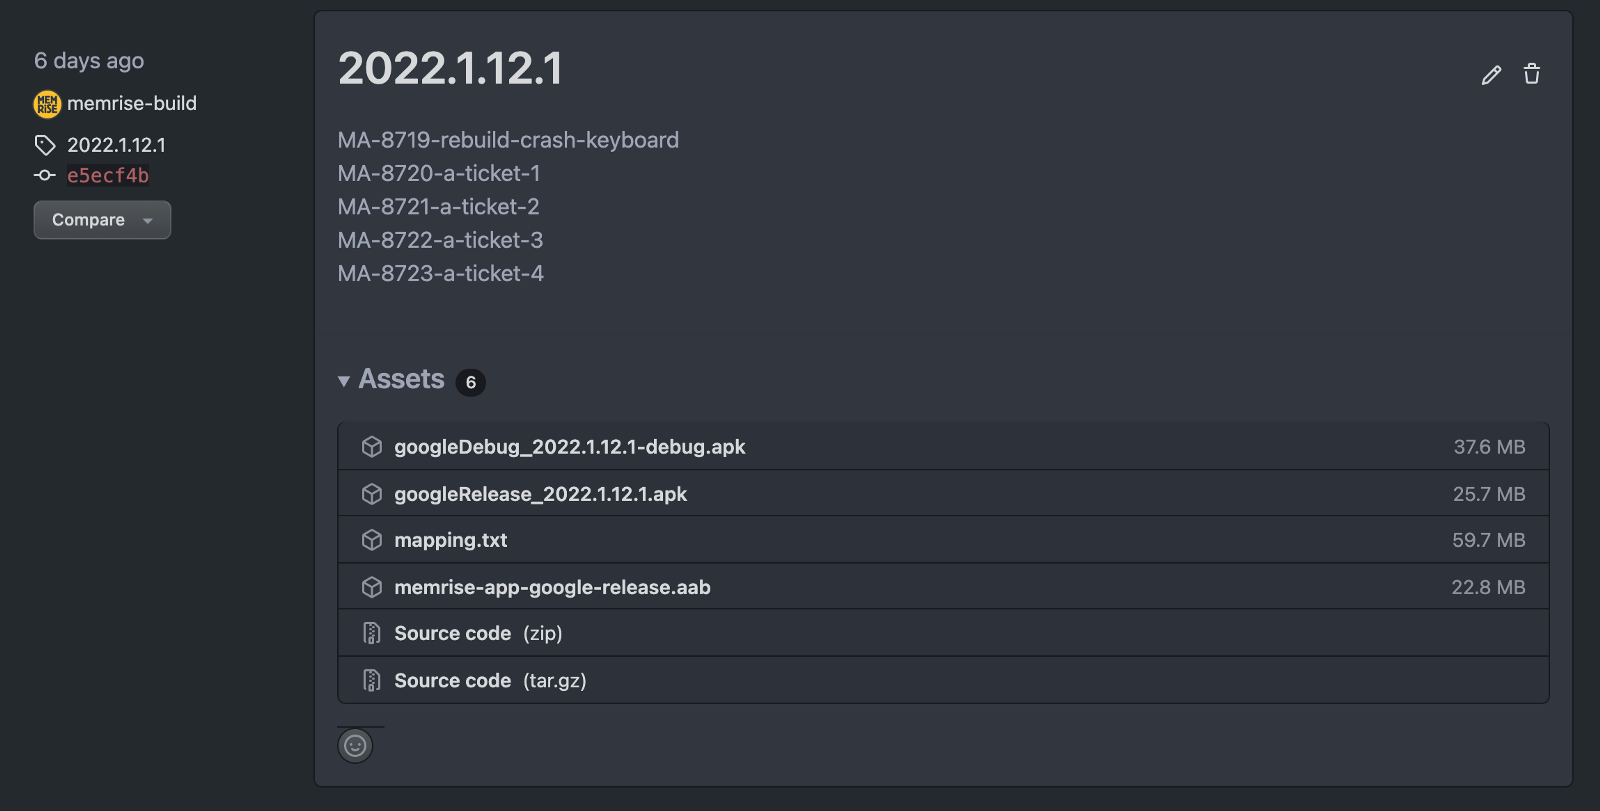 6 days ago
MEM
RISE
memrise-build
2022.1.12.1
e5ecf4b
Compare
2022.1.12.1
MA-8719-rebuild-crash-keyboard
MA-8720-a-ticket-1
MA-8721-a-ticket-2
MA-8722-a-ticket-3
MA-8723-a-ticket-4
Assets 6
googleDebug_2022.1.12.1-debug.apk 37.6 MB
googleRelease_2022.1.12.1.apk 25.7 MB
mapping.txt 59.7 MB
memrise-app-google-release.aab 22.8 MB
Source code (zip)
Source code (tar.gz)